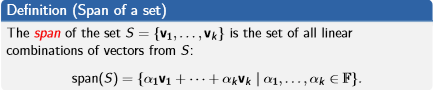 Definition (Span of a set)
The span of the set S = {v₁, . . . , vₖ} is the set of all linear
combinations of vectors from S:
span(S) = {α₁v₁ + · · · + αₖvₖ | α₁, . . . , αₖ ∈ 𝔽}.